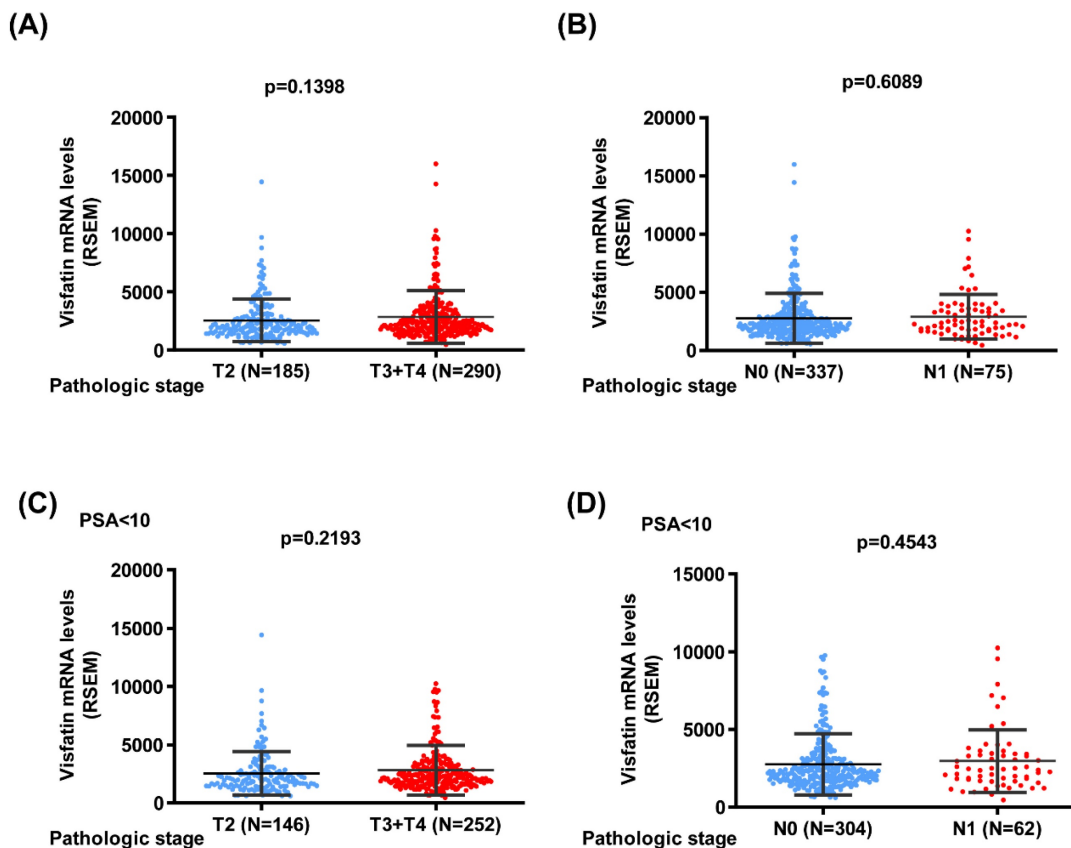 (A)
p=0.1398
20000
15000
10000
5000
0
Visfatin mRNA levels
(RSEM)
T2 (N=185)
T3+T4 (N=290)
Pathologic stage
(B)
p=0.6089
20000
15000
10000
5000
0
Visfatin mRNA levels
(RSEM)
N0 (N=337)
N1 (N=75)
Pathologic stage
(C)
PSA<10
p=0.2193
20000
15000
10000
5000
0
Visfatin mRNA levels
(RSEM)
T2 (N=146)
T3+T4 (N=252)
Pathologic stage
(D)
PSA<10
p=0.4543
15000
10000
5000
0
Visfatin mRNA levels
(RSEM)
N0 (N=304)
N1 (N=62)
Pathologic stage